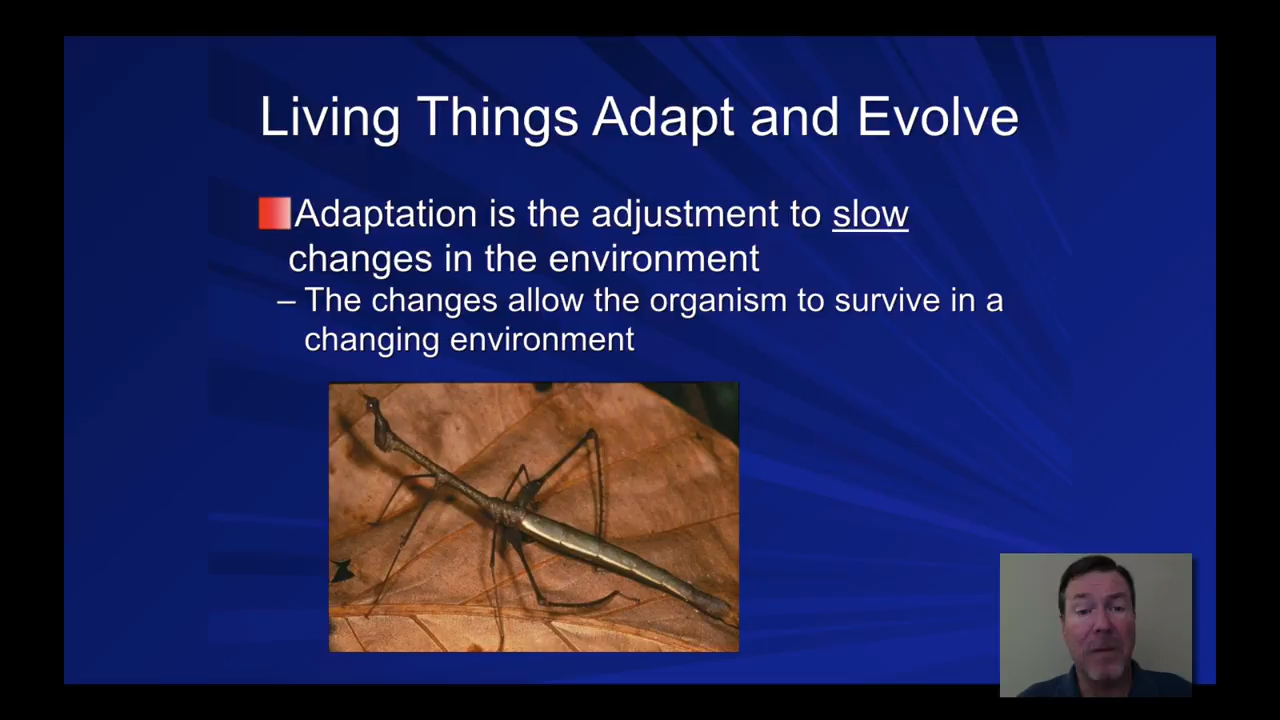 Living Things Adapt and Evolve
Adaptation is the adjustment to slow
changes in the environment
– The changes allow the organism to survive in a
changing environment